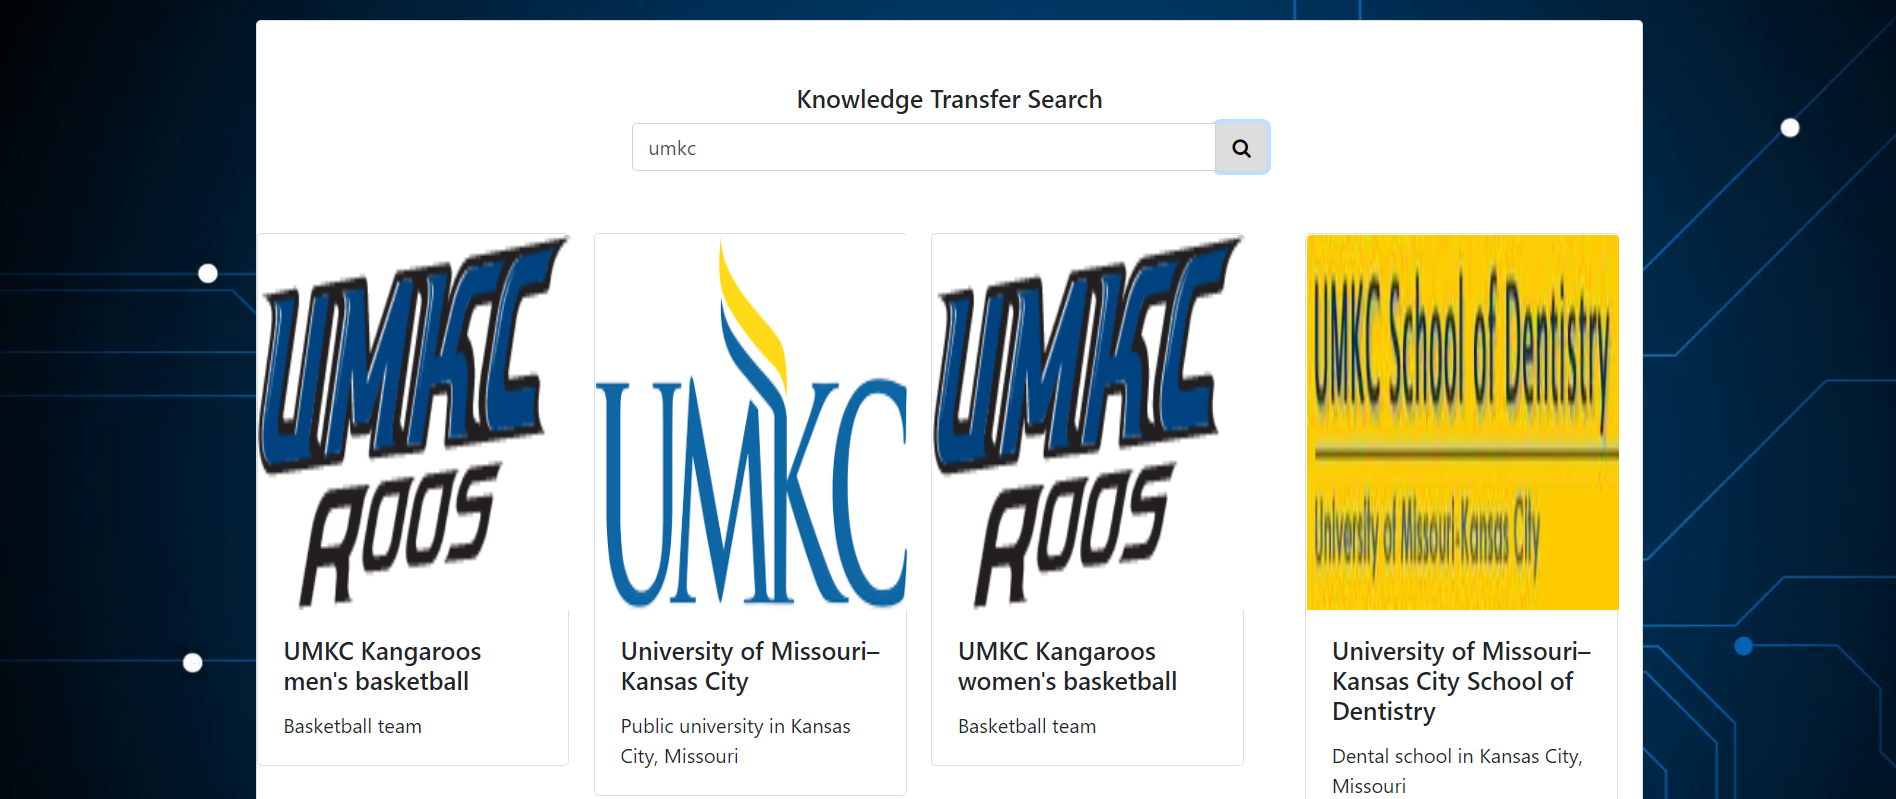 Knowledge Transfer Search
umkc
UMKC
ROOS
UMKC Kangaroos
men's basketball
Basketball team
UMKC
University of Missouri–
Kansas City
Public university in Kansas
City, Missouri
UMKC
ROOS
UMKC Kangaroos
women's basketball
Basketball team
UMKC School of Dentistry
University of Missouri-Kansas City
University of Missouri–
Kansas City School of
Dentistry
Dental school in Kansas City,
Missouri